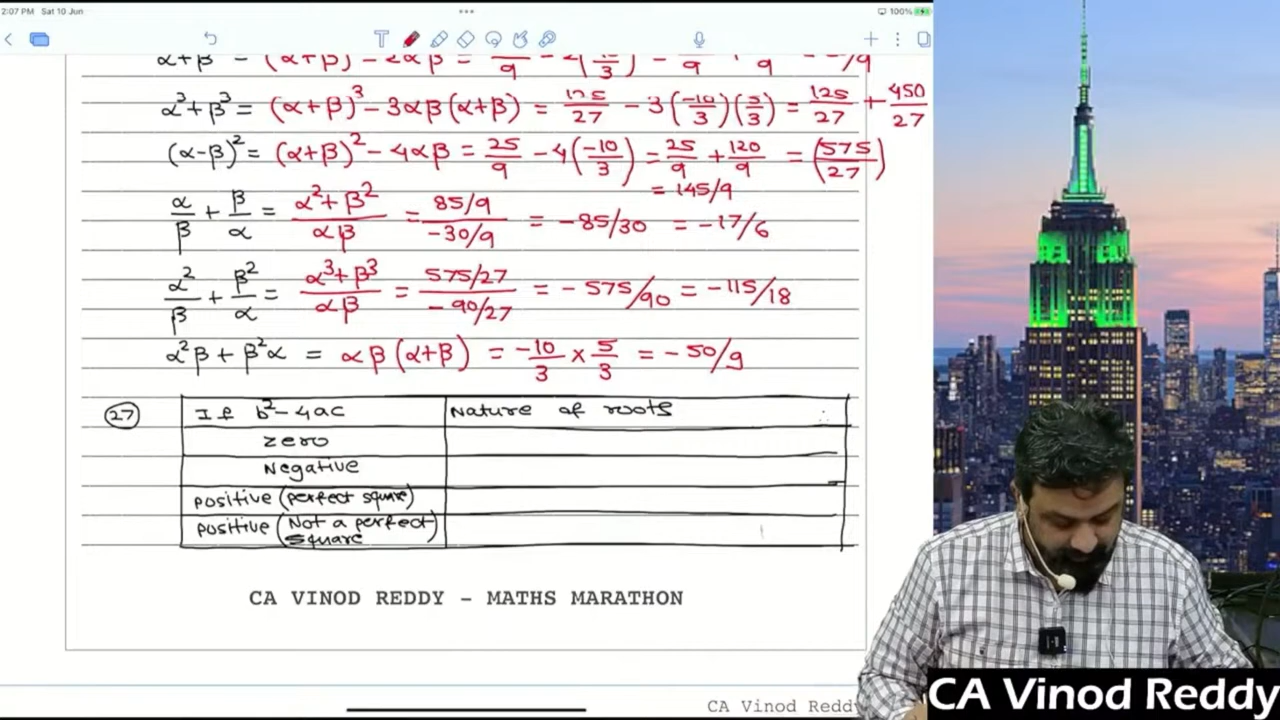 2:07 PM Sat 10 Jun
100%
T
α³+β³ = (α+β)³ - 3αβ(α+β) = 125/27 - 3(-10/3)(5/3) = 125/27 + 450/27
(α-β)² = (α+β)² - 4αβ = 25/9 - 4(-10/3) = 25/9 + 120/9 = (575/27)
= 145/9
α/β + β/α = α²+β²/αβ = 85/9/-30/9 = -85/30 = -17/6
α²/β + β²/α = α³+β³/αβ = 575/27/-90/27 = -575/90 = -115/18
α²β + β²α = αβ(α+β) = -10/3 × 5/3 = -50/9
27 If b²-4ac Nature of roots
zero
Negative
positive (perfect square)
positive (Not a perfect
square
CA VINOD REDDY - MATHS MARATHON
CA Vinod Reddy
CA Vinod Reddy